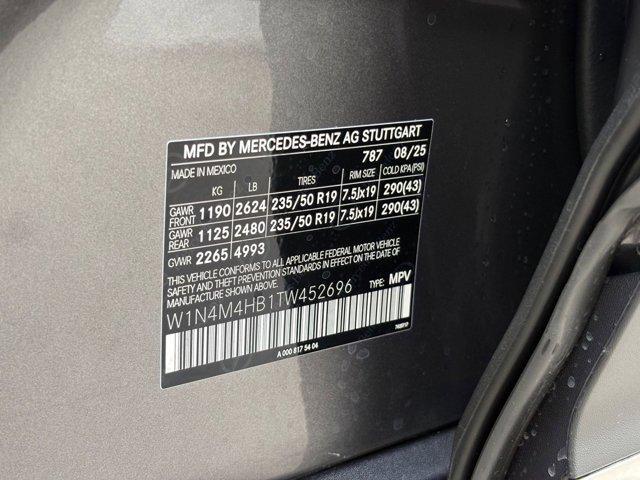 MFD BY MERCEDES-BENZ AG STUTTGART
MADE IN MEXICO 787 08/25
KG LB TIRES RIM SIZE COLD KPA(PSI)
GAWR FRONT 1190 2624 235/50 R19 7.5Jx19 290(43)
GAWR REAR 1125 2480 235/50 R19 7.5Jx19 290(43)
GVWR 2265 4993
THIS VEHICLE CONFORMS TO ALL APPLICABLE FEDERAL MOTOR VEHICLE
SAFETY AND THEFT PREVENTION STANDARDS IN EFFECT ON THE
DATE OF MANUFACTURE SHOWN ABOVE. TYPE MPV
W1N4M4HB1TW452696
A 000 817 54 04